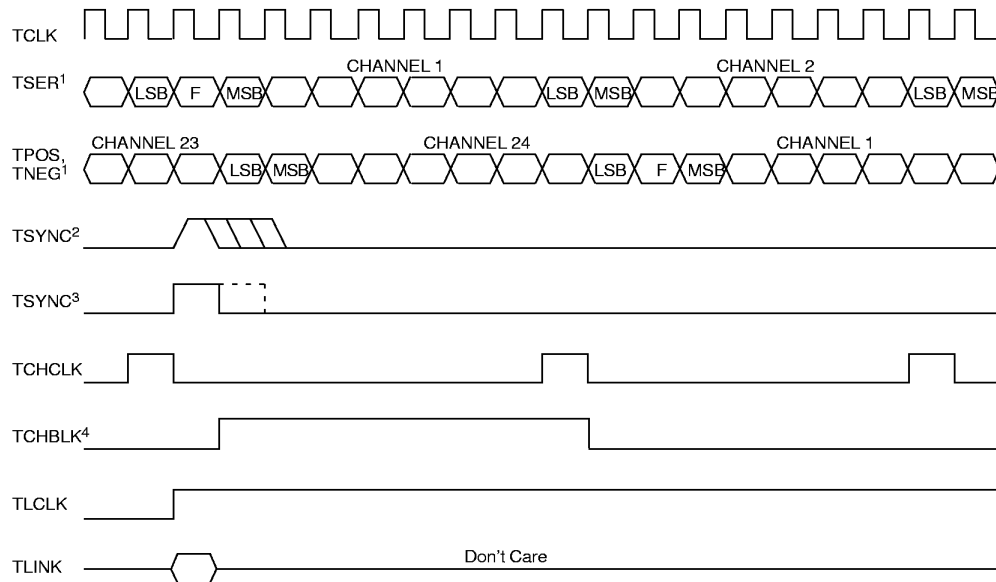 TCLK
CHANNEL 1 CHANNEL 2
TSER¹ LSB F MSB LSB MSB LSB MSB
CHANNEL 23 CHANNEL 24 CHANNEL 1
TPOS,
TNEG¹ LSB MSB LSB F MSB
TSYNC²
TSYNC³
TCHCLK
TCHBLK⁴
TLCLK
Don't Care
TLINK